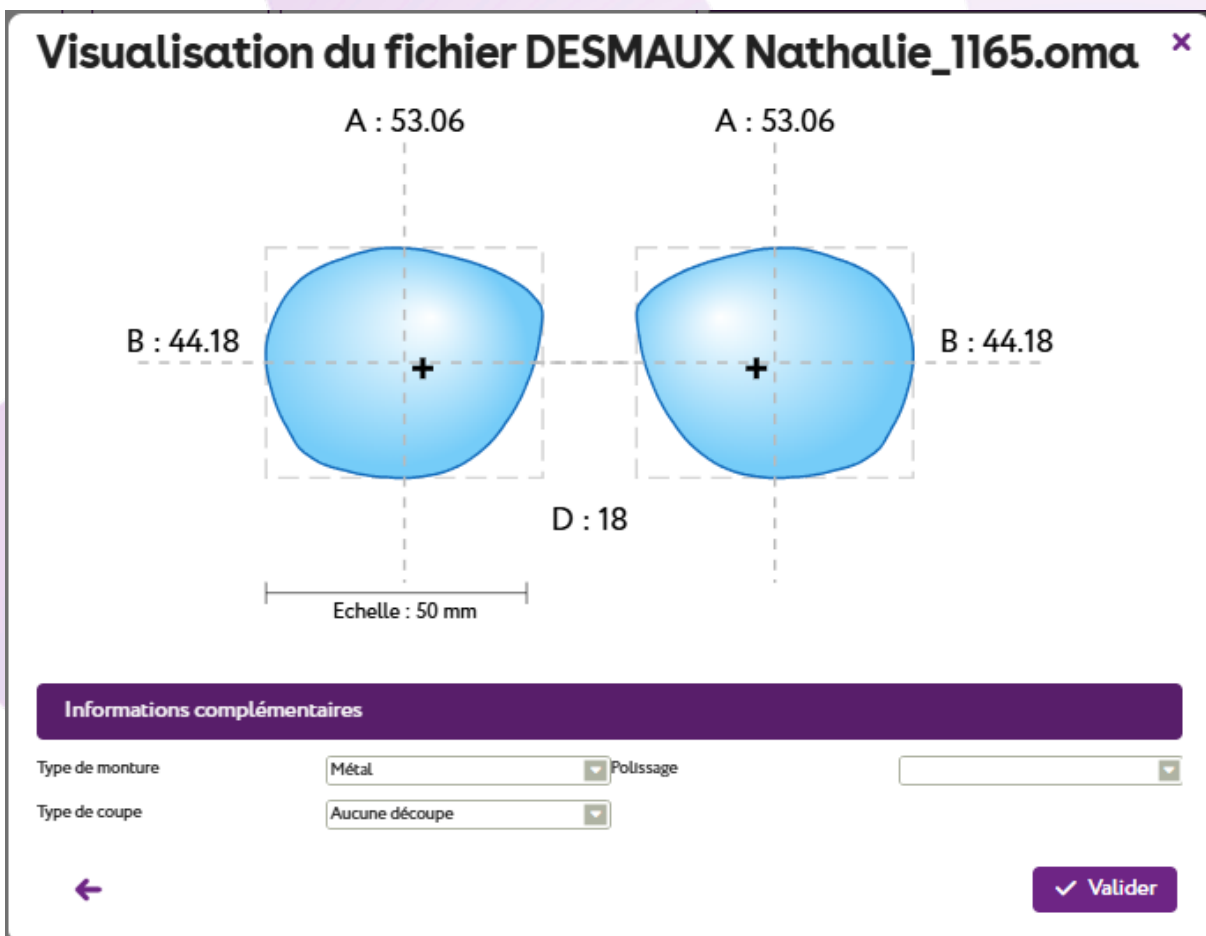 Visualisation du fichier DESMAUX Nathalie_1165.oma
A : 53.06 A : 53.06
B : 44.18 B : 44.18
D : 18
Echelle : 50 mm
Informations complémentaires
Type de monture Métal Polissage
Type de coupe Aucune découpe
Valider